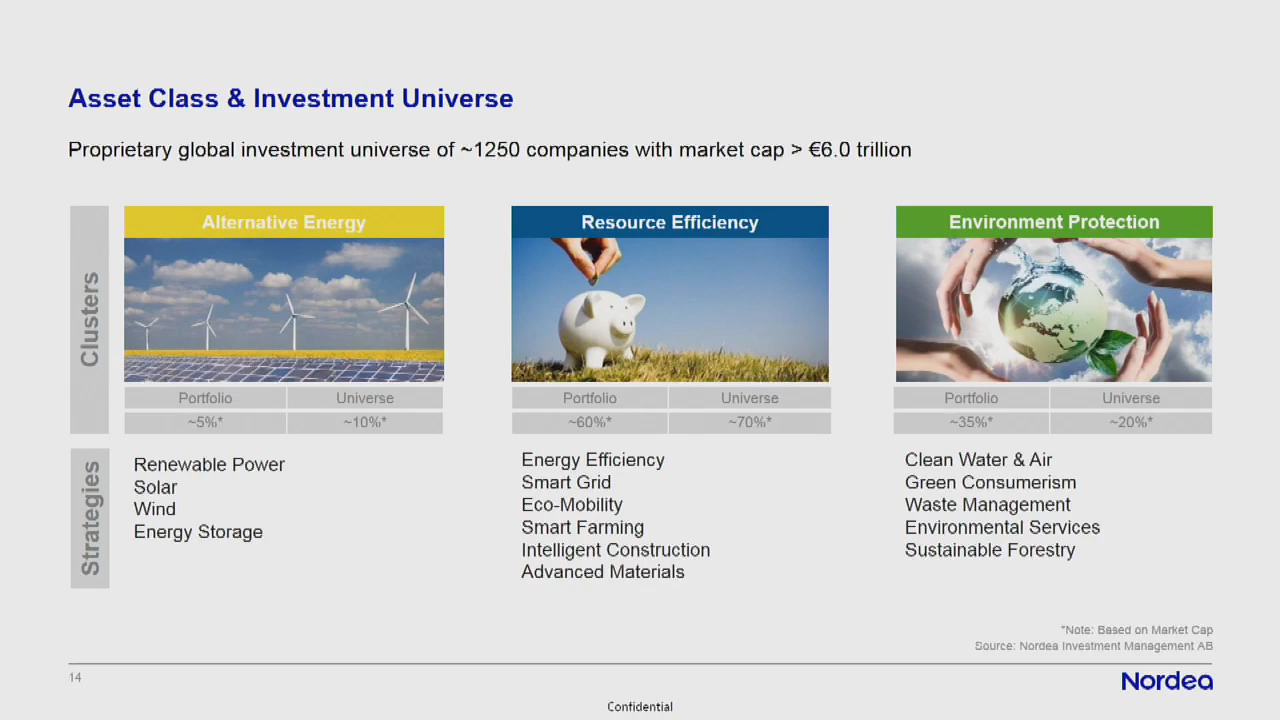 Asset Class & Investment Universe
Proprietary global investment universe of ~1250 companies with market cap > €6.0 trillion
Clusters
Alternative Energy
Portfolio Universe
~5%* ~10%*
Resource Efficiency
Portfolio Universe
~60%* ~70%*
Environment Protection
Portfolio Universe
~35%* ~20%*
Strategies
Renewable Power
Solar
Wind
Energy Storage
Energy Efficiency
Smart Grid
Eco-Mobility
Smart Farming
Intelligent Construction
Advanced Materials
Clean Water & Air
Green Consumerism
Waste Management
Environmental Services
Sustainable Forestry
*Note: Based on Market Cap
Source: Nordea Investment Management AB
14
Nordea
Confidential